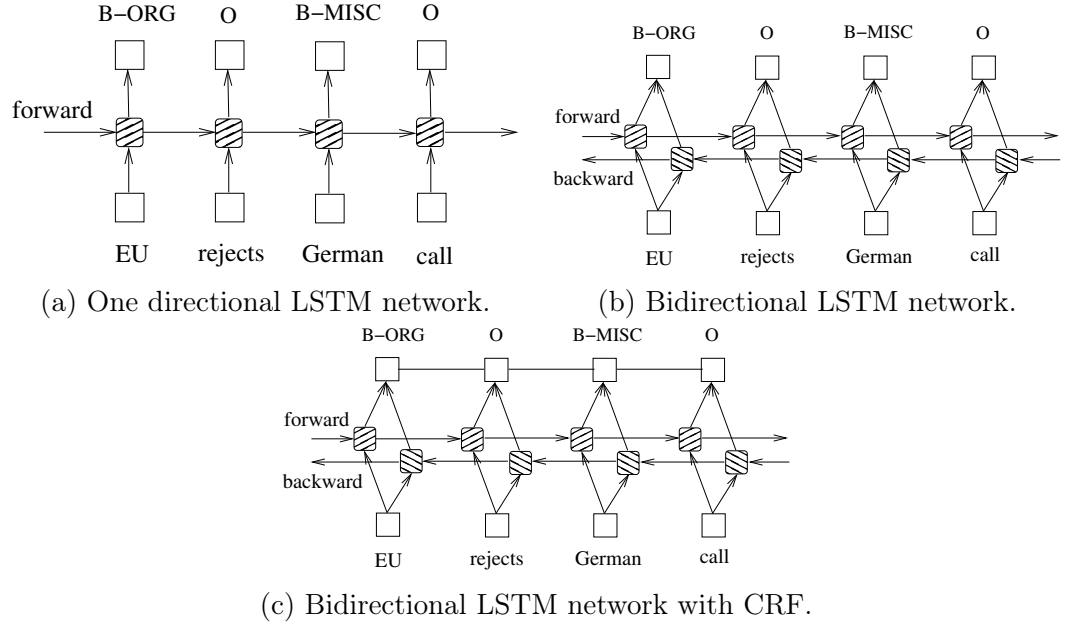 B-ORG O B-MISC O
forward
EU rejects German call
(a) One directional LSTM network.
B-ORG O B-MISC O
forward
backward
EU rejects German call
(b) Bidirectional LSTM network.
B-ORG O B-MISC O
forward
backward
EU rejects German call
(c) Bidirectional LSTM network with CRF.